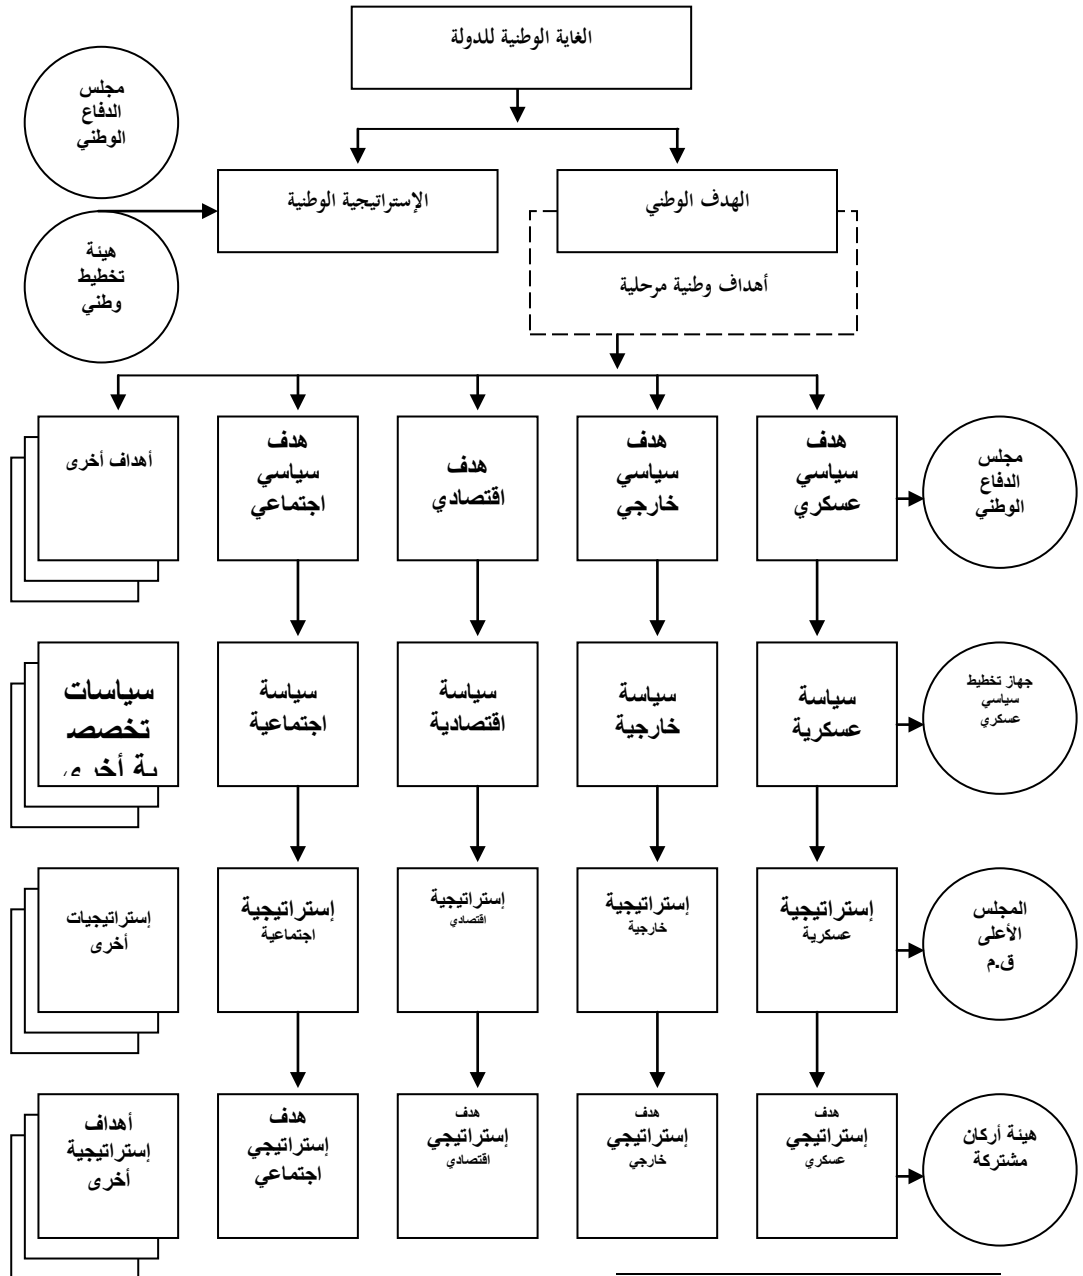 الغاية الوطنية للدولة
مجلس
الدفاع
الوطني
الهدف الوطني
الإستراتيجية الوطنية
هيئة
تخطيط
وطني
أهداف وطنية مرحلية
مجلس
الدفاع
الوطني
هدف
سياسي
عسكري
هدف
سياسي
خارجي
هدف
اقتصادي
هدف
سياسي
اجتماعي
أهداف أخرى
جهاز تخطيط
سياسي
عسكري
سياسة
عسكرية
سياسة
خارجية
سياسة
اقتصادية
سياسة
اجتماعية
سياسات
تخصصـ
ية أخرى
المجلس
الأعلى
ق.م
إستراتيجية
عسكرية
إستراتيجية
خارجية
إستراتيجية
اقتصادي
إستراتيجية
اجتماعية
إستراتيجيات
أخرى
هيئة أركان
مشتركة
هدف
إستراتيجي
عسكري
هدف
إستراتيجي
خارجي
هدف
إستراتيجي
اقتصادي
هدف
إستراتيجي
اجتماعي
أهداف
إستراتيجية
أخرى